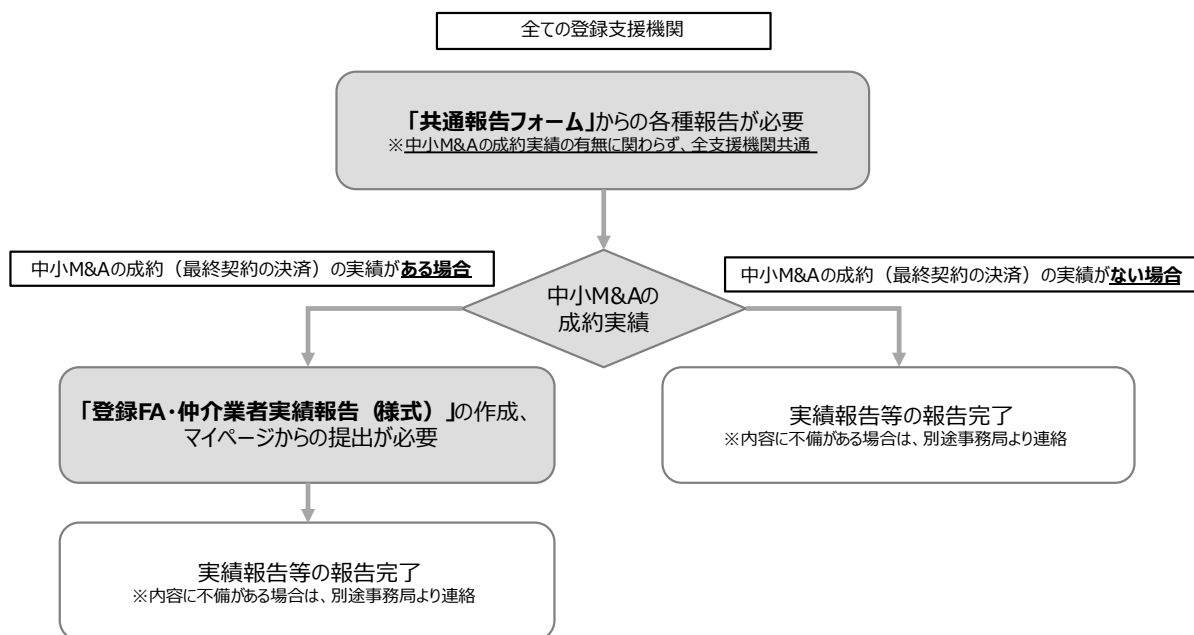 全ての登録支援機関
「共通報告フォーム」からの各種報告が必要
※中小M&Aの成約実績の有無に関わらず、全支援機関共通
中小M&Aの成約（最終契約の決済）の実績がある場合
中小M&Aの成約（最終契約の決済）の実績がない場合
中小M&Aの
成約実績
「登録FA・仲介業者実績報告（様式）」の作成、
マイページからの提出が必要
実績報告等の報告完了
※内容に不備がある場合は、別途事務局より連絡
実績報告等の報告完了
※内容に不備がある場合は、別途事務局より連絡